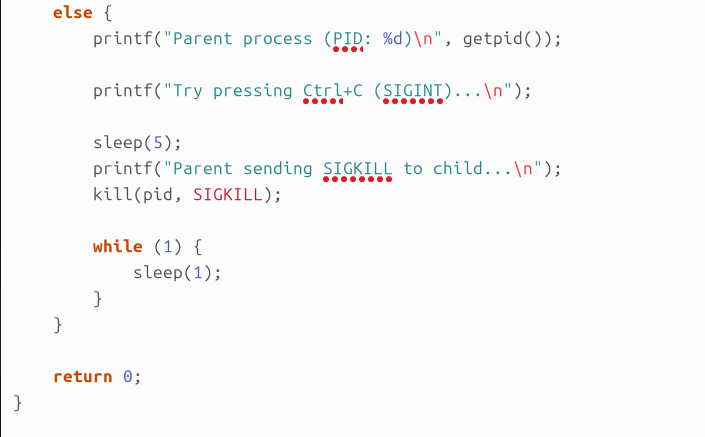 else {
        printf("Parent process (PID: %d)\n", getpid());

        printf("Try pressing Ctrl+C (SIGINT)...\n");

        sleep(5);
        printf("Parent sending SIGKILL to child...\n");
        kill(pid, SIGKILL);

        while (1) {
            sleep(1);
        }
    }

    return 0;
}